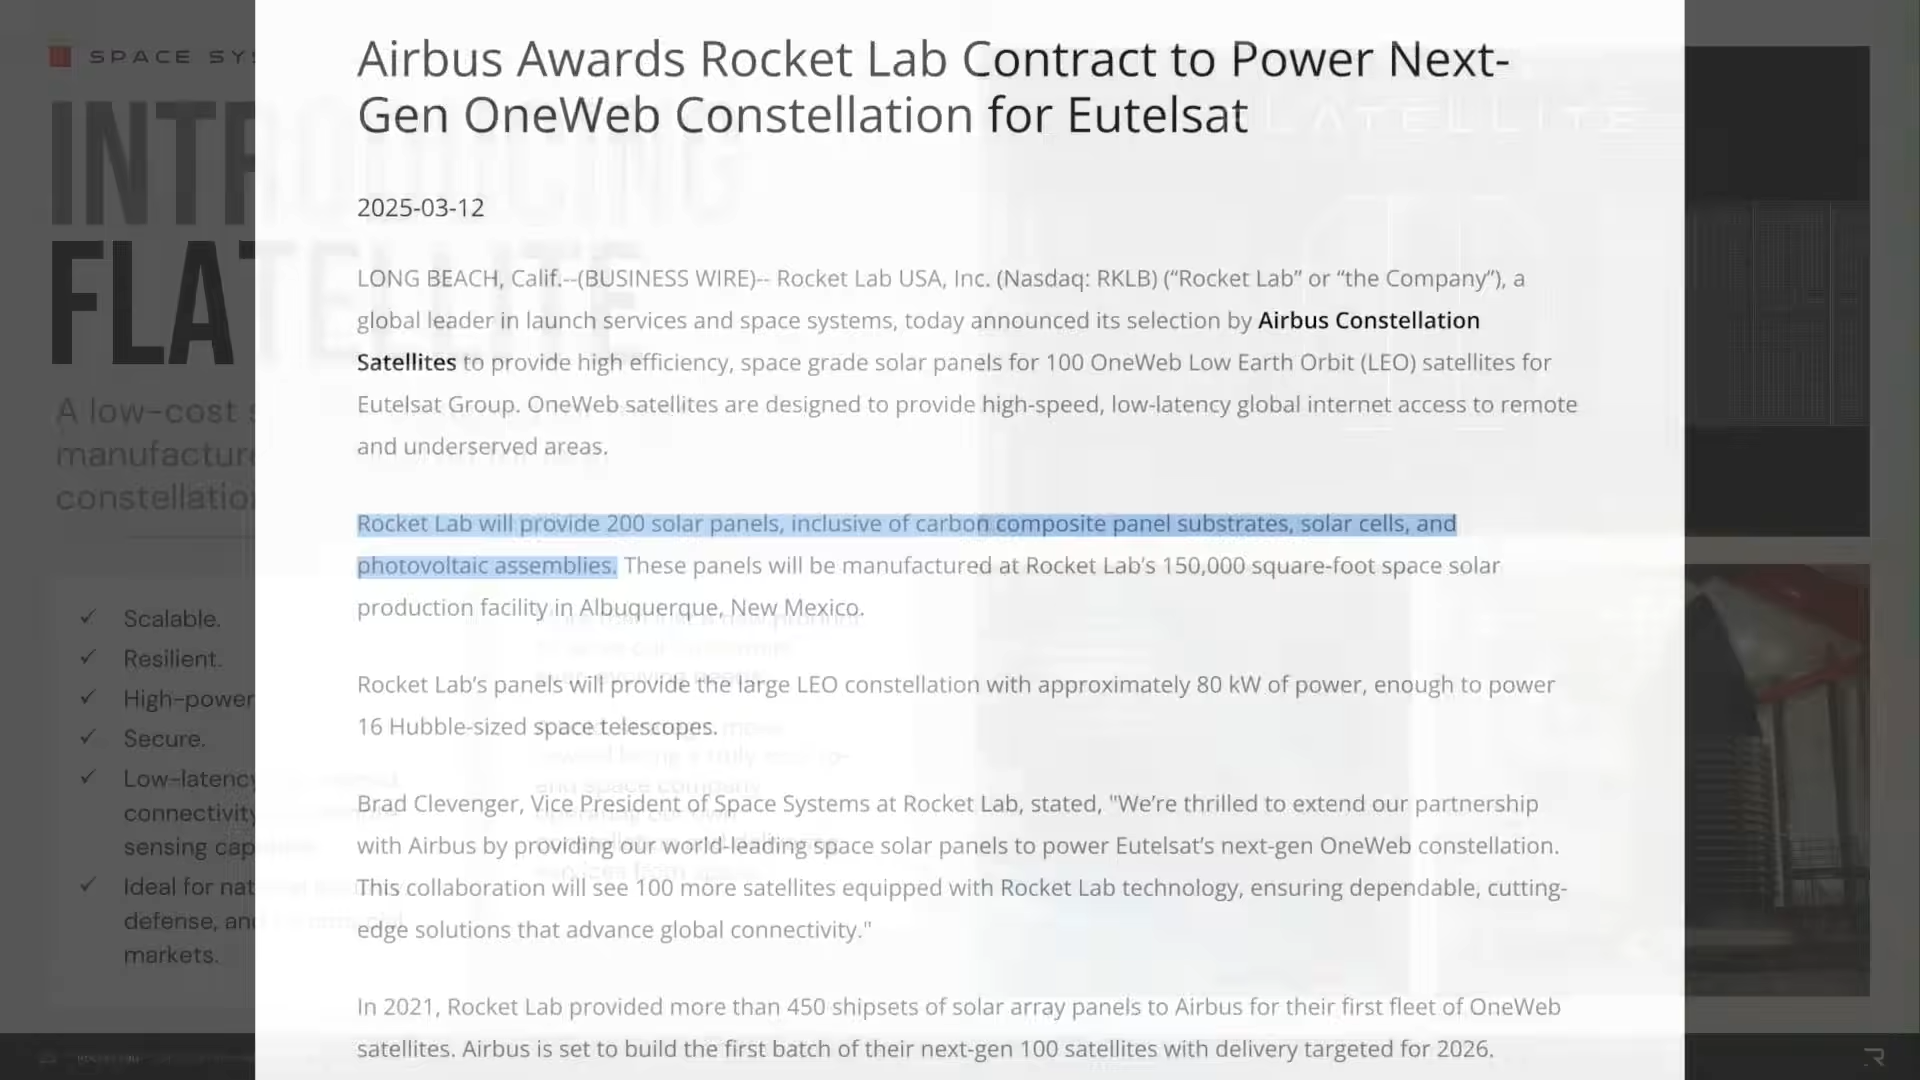 SPACE SY
INTRODUCING
FLATELLITE
A low-cost s
manufactur
constellatio
Scalable.
Resilient.
High-power
Secure.
Low-latency
connectivity
sensing cap
Ideal for nat
defense, and
markets.
Airbus Awards Rocket Lab Contract to Power Next-
Gen OneWeb Constellation for Eutelsat
2025-03-12
LONG BEACH, Calif.--(BUSINESS WIRE)-- Rocket Lab USA, Inc. (Nasdaq: RKLB) (“Rocket Lab” or “the Company”), a
global leader in launch services and space systems, today announced its selection by Airbus Constellation
Satellites to provide high efficiency, space grade solar panels for 100 OneWeb Low Earth Orbit (LEO) satellites for
Eutelsat Group. OneWeb satellites are designed to provide high-speed, low-latency global internet access to remote
and underserved areas.
Rocket Lab will provide 200 solar panels, inclusive of carbon composite panel substrates, solar cells, and
photovoltaic assemblies. These panels will be manufactured at Rocket Lab’s 150,000 square-foot space solar
production facility in Albuquerque, New Mexico.
Rocket Lab’s panels will provide the large LEO constellation with approximately 80 kW of power, enough to power
16 Hubble-sized space telescopes.
Brad Clevenger, Vice President of Space Systems at Rocket Lab, stated, "We’re thrilled to extend our partnership
with Airbus by providing our world-leading space solar panels to power Eutelsat’s next-gen OneWeb constellation.
This collaboration will see 100 more satellites equipped with Rocket Lab technology, ensuring dependable, cutting-
edge solutions that advance global connectivity."
In 2021, Rocket Lab provided more than 450 shipsets of solar array panels to Airbus for their first fleet of OneWeb
satellites. Airbus is set to build the first batch of their next-gen 100 satellites with delivery targeted for 2026.